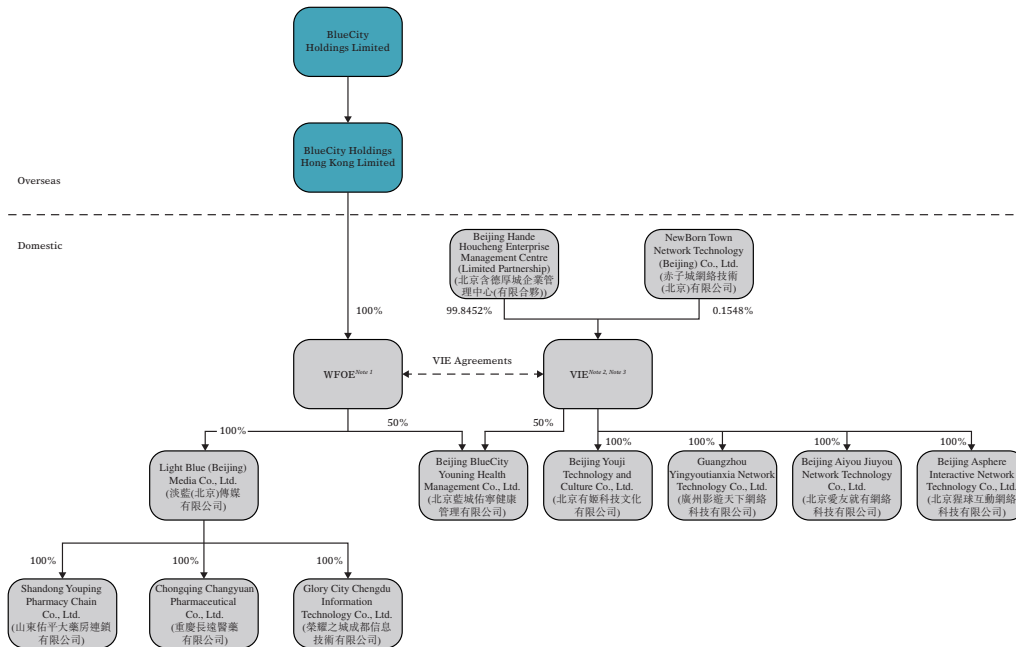 BlueCity
Holdings Limited
BlueCity Holdings
Hong Kong Limited
Overseas
Domestic
Beijing Hande
Houcheng Enterprise
Management Centre
(Limited Partnership)
(北京含德厚城企業管
理中心(有限合夥))
NewBorn Town
Network Technology
(Beijing) Co., Ltd.
(赤子城網絡技術
(北京)有限公司)
100%
99.8452%
0.1548%
WFOE Note 1
VIE Agreements
VIE Note 2, Note 3
100%
50%
50%
100%
100%
100%
100%
Light Blue (Beijing)
Media Co., Ltd.
(淡藍(北京)傳媒
有限公司)
Beijing BlueCity
Youning Health
Management Co., Ltd.
(北京藍城佑寧健康
管理有限公司)
Beijing Youji
Technology and
Culture Co., Ltd.
(北京有姬科技文化
有限公司)
Guangzhou
Yingyoutianxia Network
Technology Co., Ltd.
(廣州影遊天下網絡
科技有限公司)
Beijing Aiyou Jiuyou
Network Technology
Co., Ltd.
(北京愛友就有網絡
科技有限公司)
Beijing Asphere
Interactive Network
Technology Co., Ltd.
(北京猩球互動網絡
科技有限公司)
100%
100%
100%
Shandong Youping
Pharmacy Chain
Co., Ltd.
(山東佑平大藥房連鎖
有限公司)
Chongqing Changyuan
Pharmaceutical
Co., Ltd.
(重慶長遠醫藥
有限公司)
Glory City Chengdu
Information
Technology Co., Ltd.
(榮耀之城成都信息
技術有限公司)